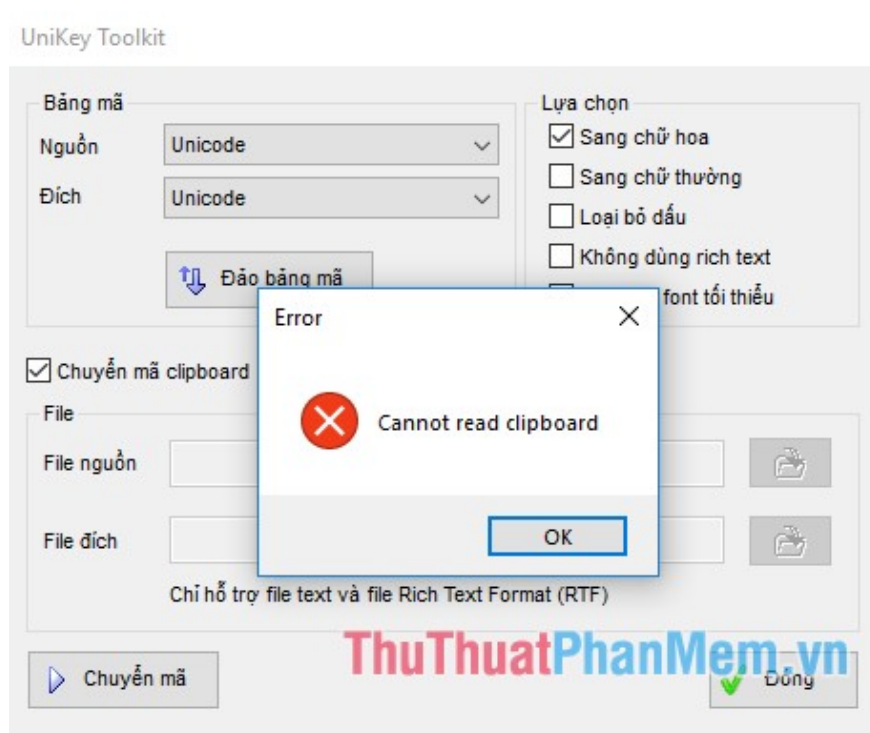 UniKey Toolkit
Bảng mã
Nguồn
Unicode
Đích
Unicode
Đảo bảng mã
Lựa chọn
Sang chữ hoa
Sang chữ thường
Loại bỏ dấu
Không dùng rich text
font tối thiểu
Chuyển mã clipboard
Error
Cannot read clipboard
OK
File
File nguồn
File đích
Chỉ hỗ trợ file text và file Rich Text Format (RTF)
ThuThuatPhanMem.vn
Chuyển mã
Đóng